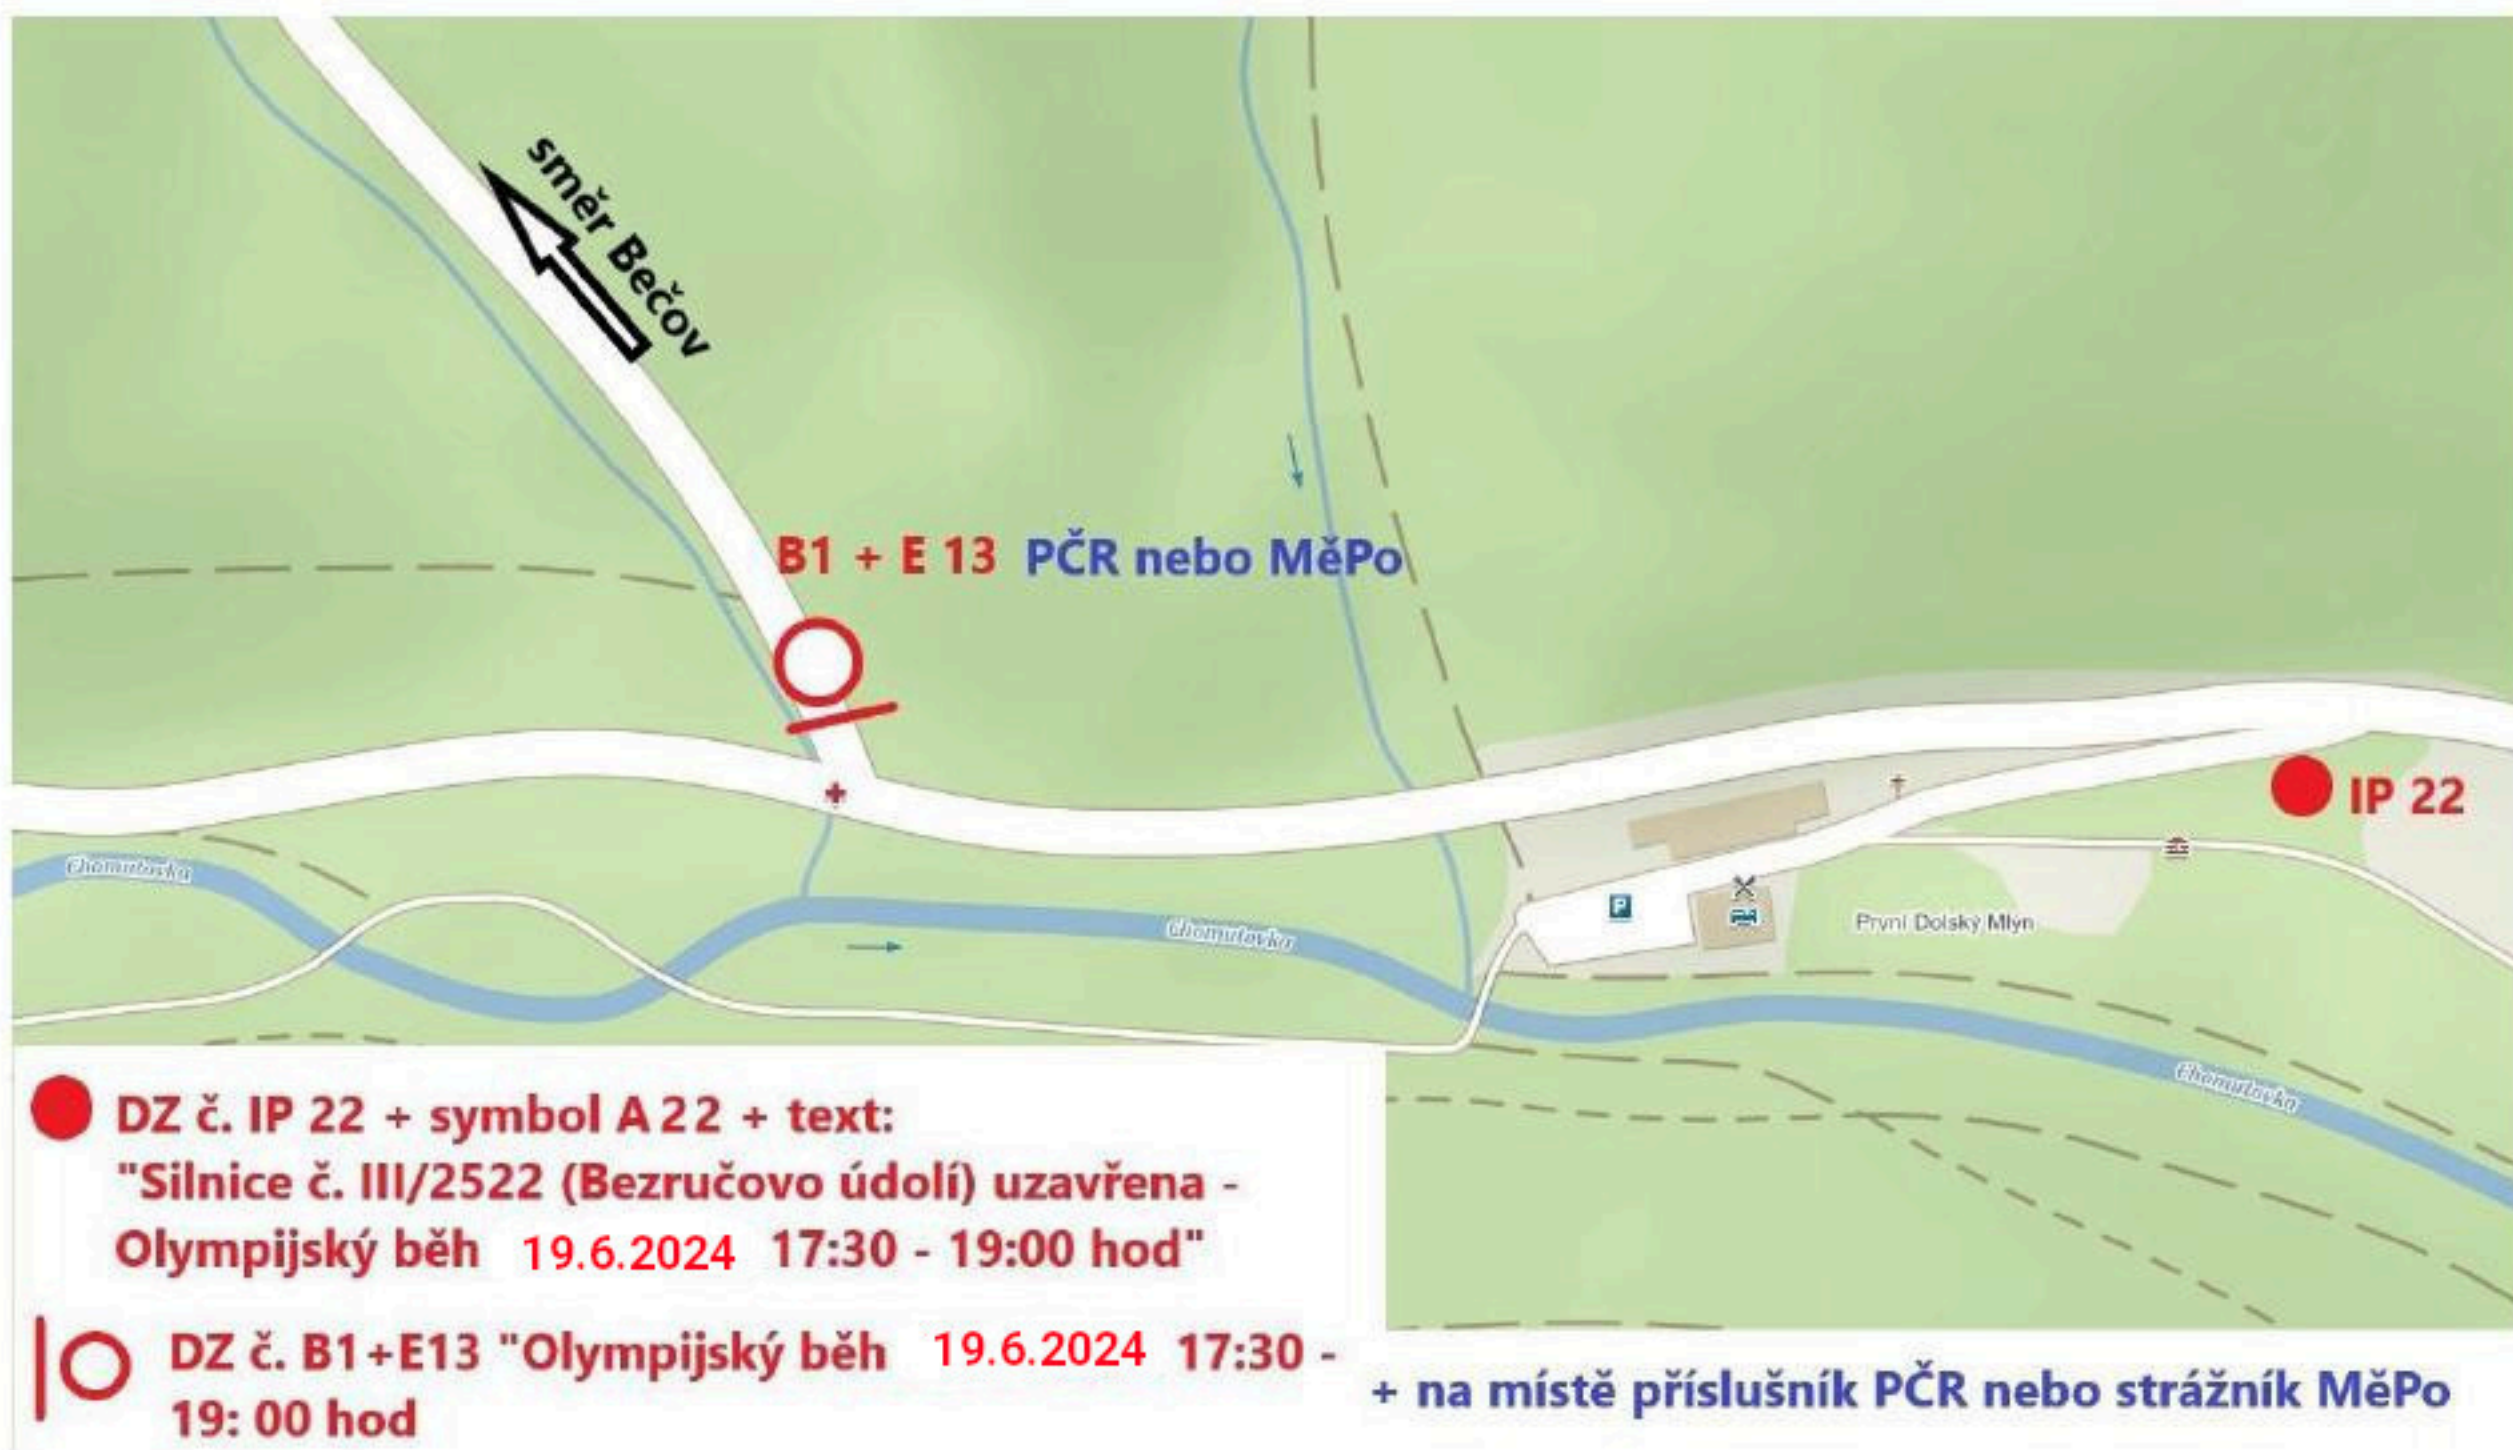 směr Bečov
B1 + E 13 PČR nebo MěPo
IP 22
Chomutovka
Chomutovka
P
První Dolský Mlýn
Chomutovka
DZ č. IP 22 + symbol A 22 + text:
"Silnice č. III/2522 (Bezručovo údolí) uzavřena -
Olympijský běh 19.6.2024 17:30 - 19:00 hod"
DZ č. B1+E13 "Olympijský běh 19.6.2024 17:30 -
19: 00 hod
+ na místě příslušník PČR nebo strážník MěPo